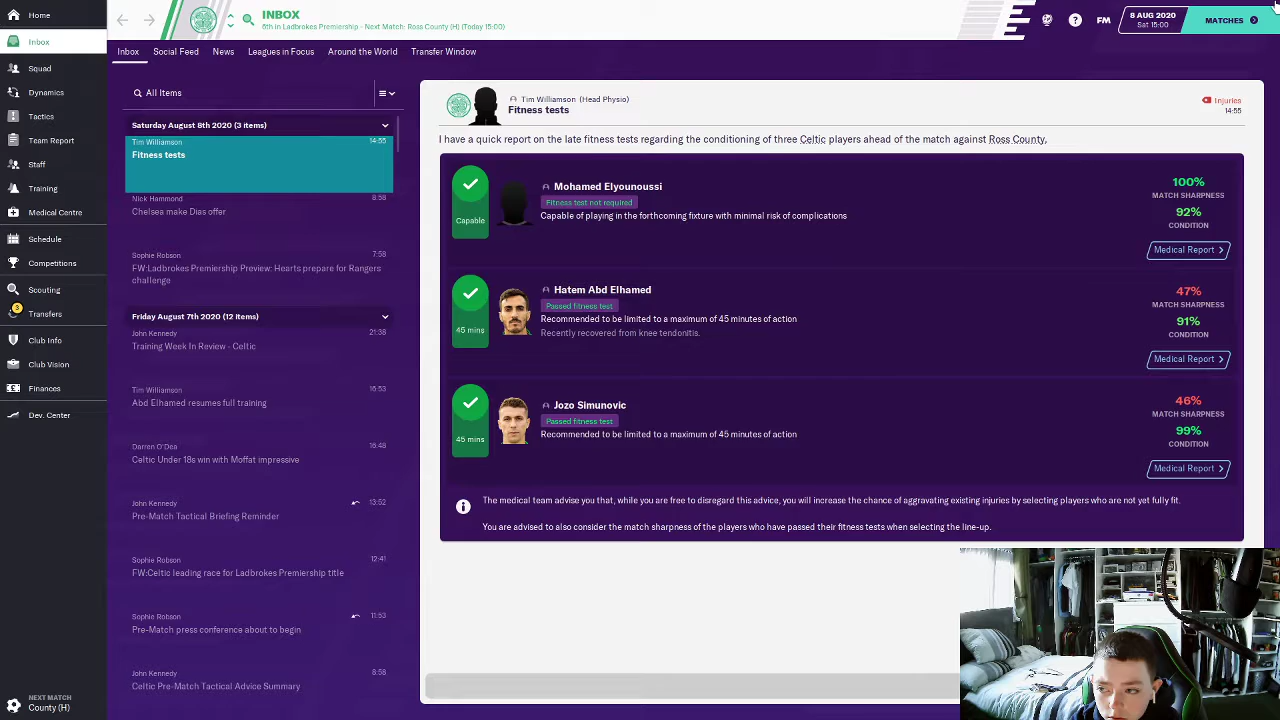 INBOX
6th in Ladbrokes Premiership - Next Match: Ross County (H) (Today 15:00)
FM
8 AUG 2020
Sat 15:00
MATCHES
Inbox
Squad
Dynamics
Tactics
Team Report
Staff
Training
Medical Centre
Schedule
Competitions
Scouting
3
Transfers
Club Info
Club Vision
Finances
Dev. Center
NEXT MATCH
County (H)
Inbox
Social Feed
News
Leagues in Focus
Around the World
Transfer Window
All Items
Saturday August 8th 2020 (3 items)
Tim Williamson 14:55
Fitness tests
Nick Hammond 8:58
Chelsea make Dias offer
Sophie Robson 7:58
FW:Ladbrokes Premiership Preview: Hearts prepare for Rangers
challenge
Friday August 7th 2020 (12 items)
John Kennedy 21:38
Training Week In Review - Celtic
Tim Williamson 16:53
Abd Elhamed resumes full training
Darren O'Dea 16:48
Celtic Under 18s win with Moffat impressive
John Kennedy 13:52
Pre-Match Tactical Briefing Reminder
Sophie Robson 12:41
FW:Celtic leading race for Ladbrokes Premiership title
Sophie Robson 11:53
Pre-Match press conference about to begin
John Kennedy 8:58
Celtic Pre-Match Tactical Advice Summary
Tim Williamson (Head Physio)
Fitness tests
Injuries
14:55
I have a quick report on the late fitness tests regarding the conditioning of three Celtic players ahead of the match against Ross County.
Capable
Mohamed Elyounoussi
Fitness test not required
Capable of playing in the forthcoming fixture with minimal risk of complications
100%
MATCH SHARPNESS
92%
CONDITION
Medical Report
45 mins
Hatem Abd Elhamed
Passed fitness test
Recommended to be limited to a maximum of 45 minutes of action
Recently recovered from knee tendonitis.
47%
MATCH SHARPNESS
91%
CONDITION
Medical Report
45 mins
Jozo Simunovic
Passed fitness test
Recommended to be limited to a maximum of 45 minutes of action
46%
MATCH SHARPNESS
99%
CONDITION
Medical Report
The medical team advise you that, while you are free to disregard this advice, you will increase the chance of aggravating existing injuries by selecting players who are not yet fully fit.
You are advised to also consider the match sharpness of the players who have passed their fitness tests when selecting the line-up.